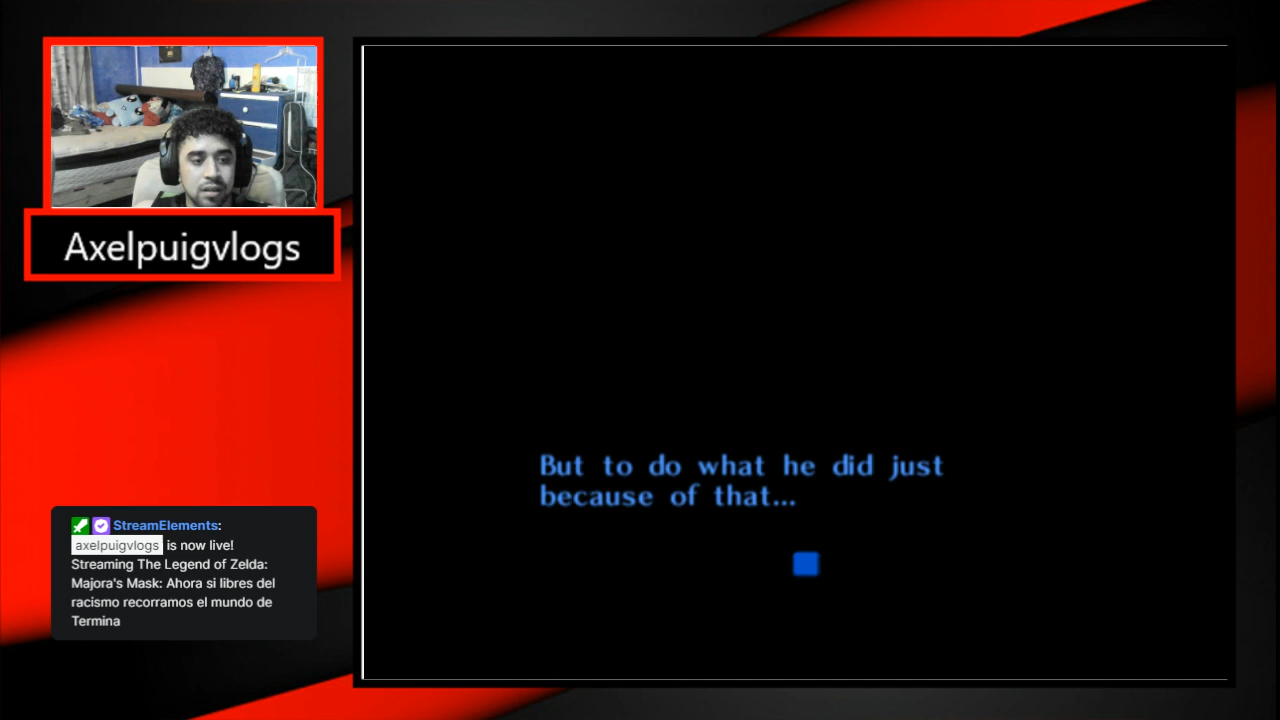 Axelpuigvlogs
But to do what he did just
because of that...
StreamElements:
axelpuigvlogs is now live!
Streaming The Legend of Zelda:
Majora's Mask: Ahora si libres del
racismo recorramos el mundo de
Termina